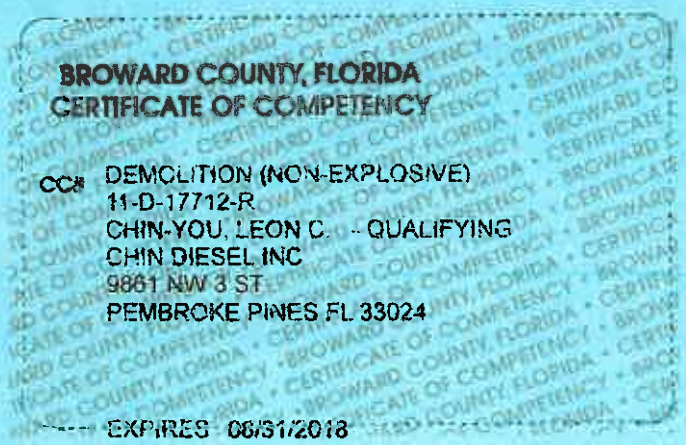 BROWARD COUNTY, FLORIDA
CERTIFICATE OF COMPETENCY
CC# DEMOLITION (NON-EXPLOSIVE)
11-D-17712-R
CHIN-YOU, LEON C. - QUALIFYING
CHIN DIESEL INC
9861 NW 3 ST
PEMBROKE PINES FL 33024
EXPIRES 08/31/2018